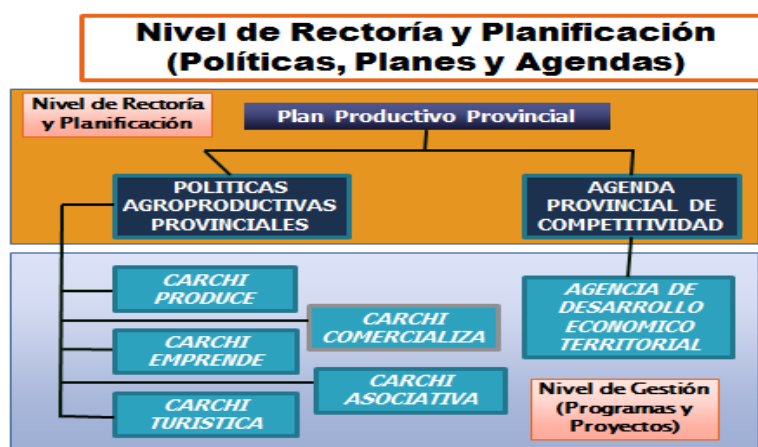 Nivel de Rectoría y Planificación
(Políticas, Planes y Agendas)
Nivel de Rectoría
y Planificación
Plan Productivo Provincial
POLITICAS
AGROPRODUCTIVAS
PROVINCIALES
AGENDA
PROVINCIAL DE
COMPETITIVIDAD
CARCHI
PRODUCE
CARCHI
COMERCIALIZA
AGENCIA DE
DESARROLLO
ECONOMICO
TERRITORIAL
CARCHI
EMPRENDE
CARCHI
ASOCIATIVA
CARCHI
TURISTICA
Nivel de Gestión
(Programas y
Proyectos)